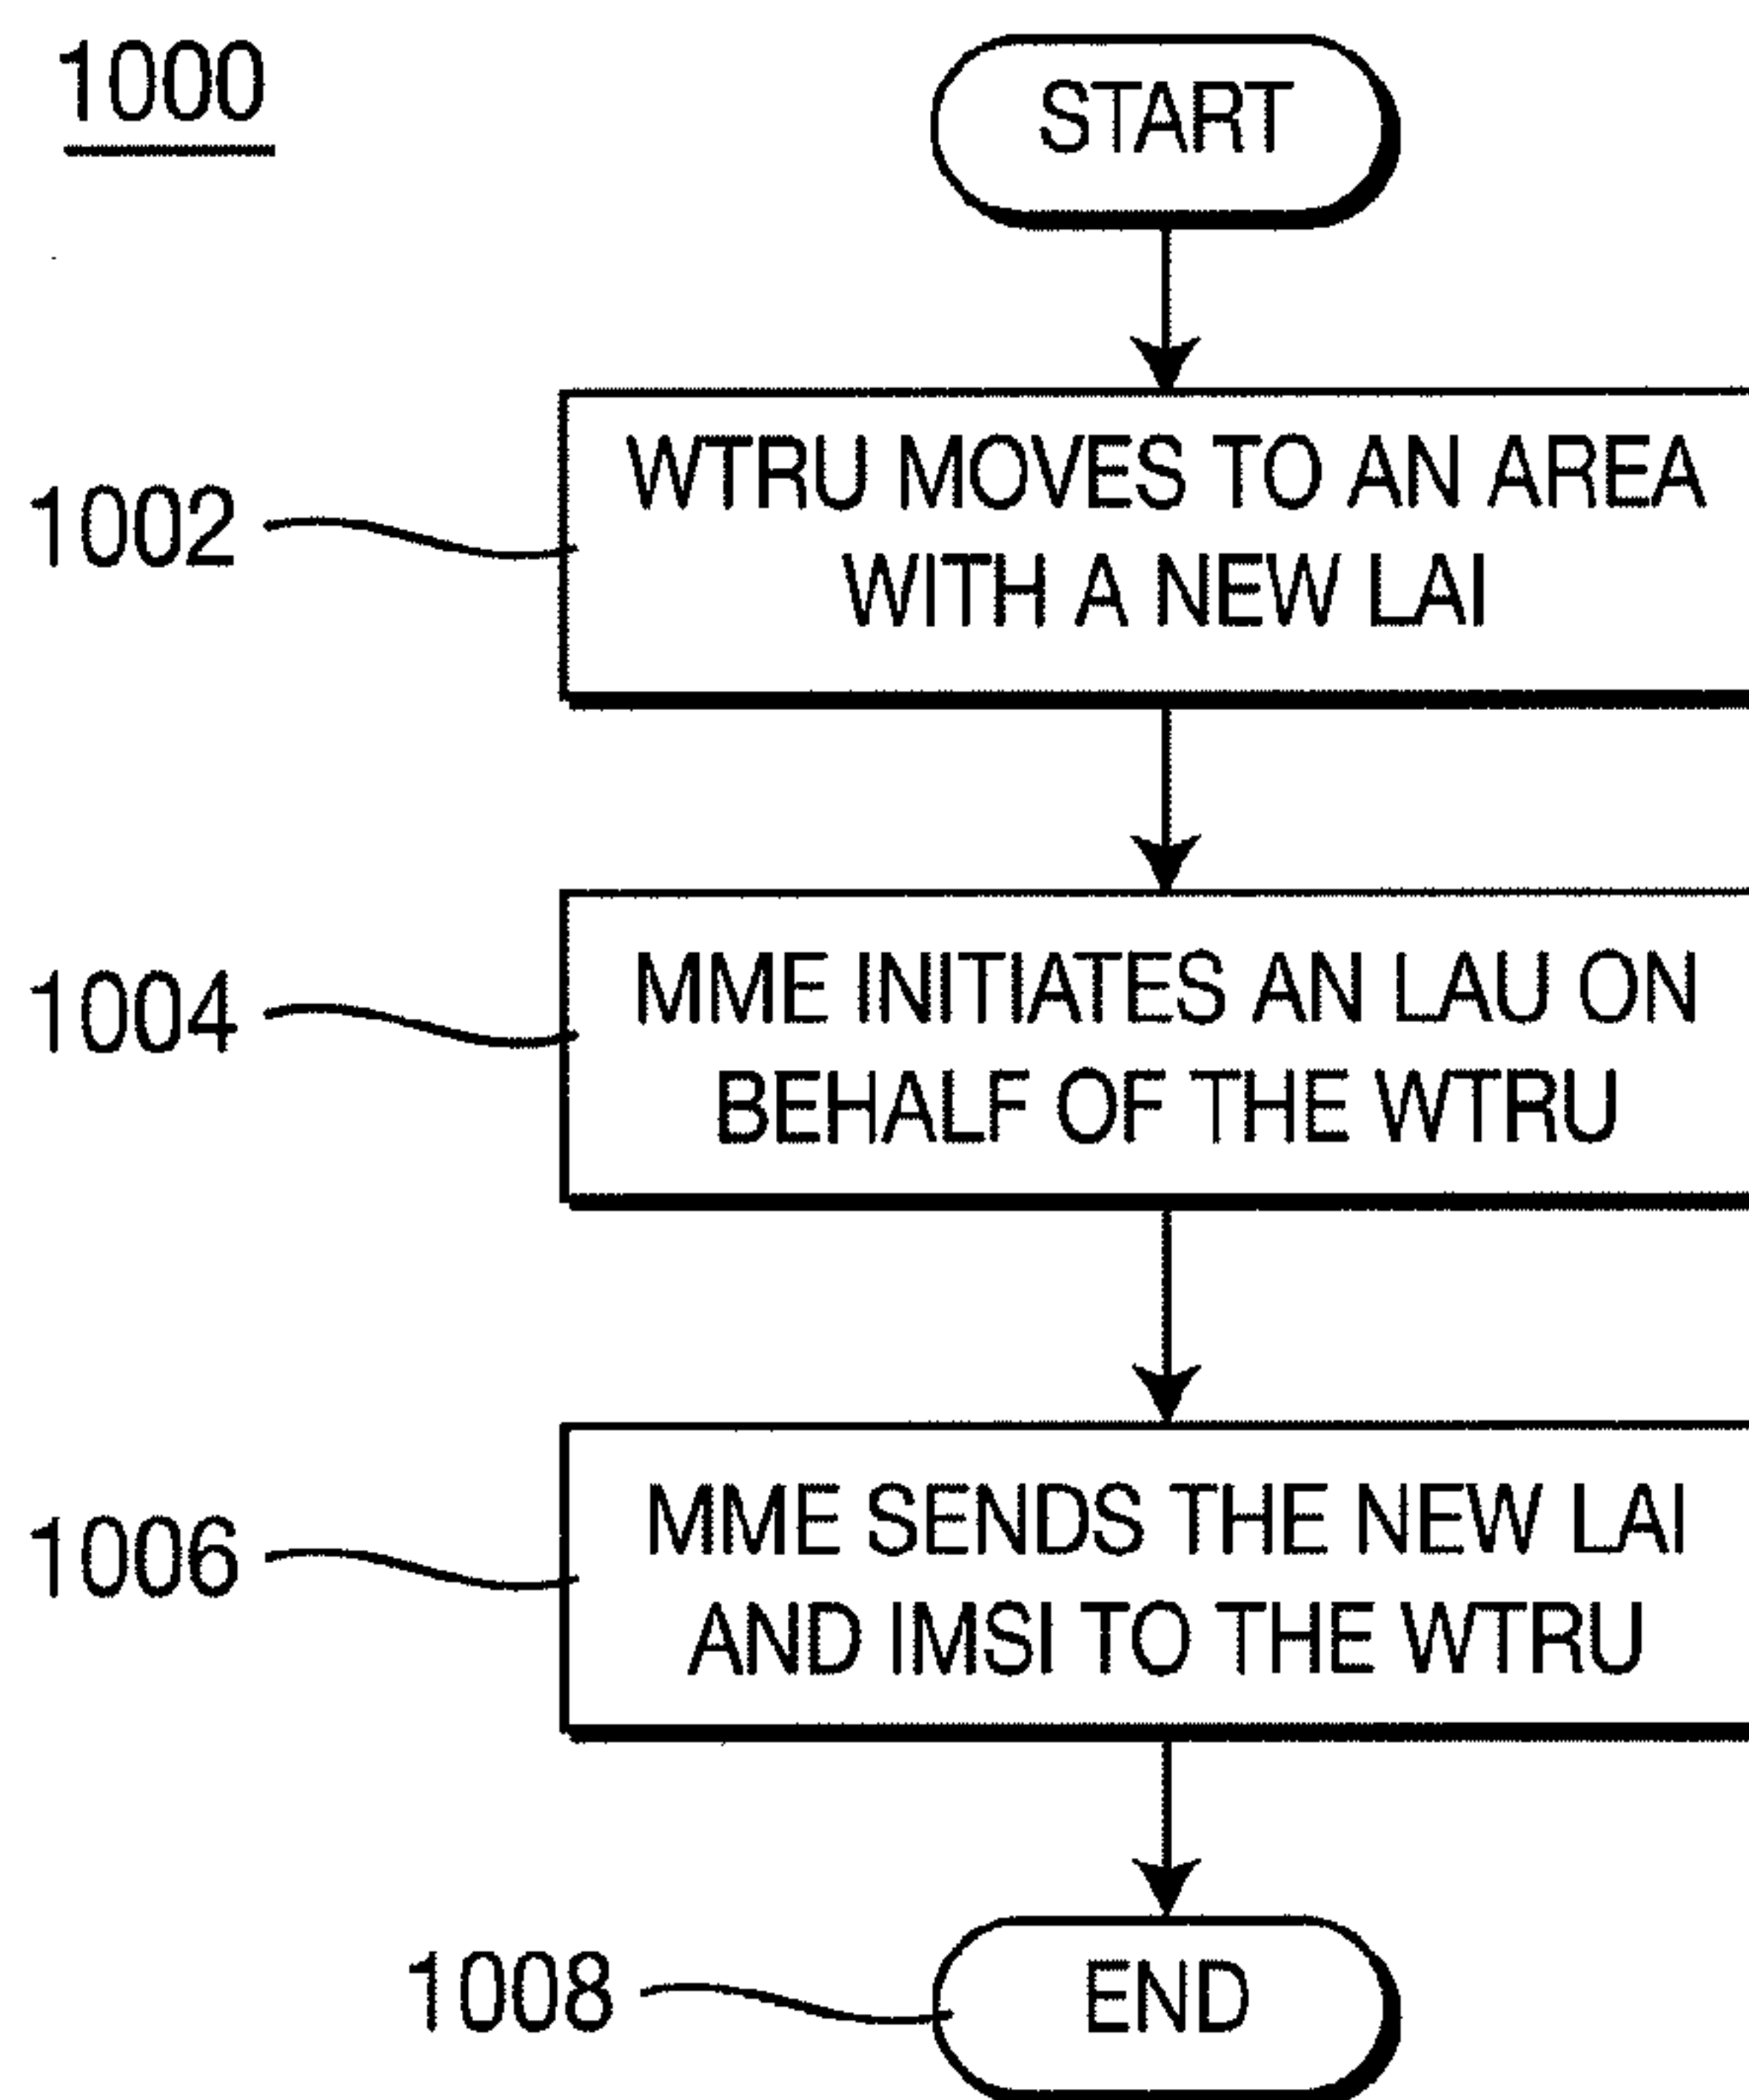 1000
START
1002
WTRU MOVES TO AN AREA
WITH A NEW LAI
1004
MME INITIATES AN LAU ON
BEHALF OF THE WTRU
1006
MME SENDS THE NEW LAI
AND IMSI TO THE WTRU
1008
END